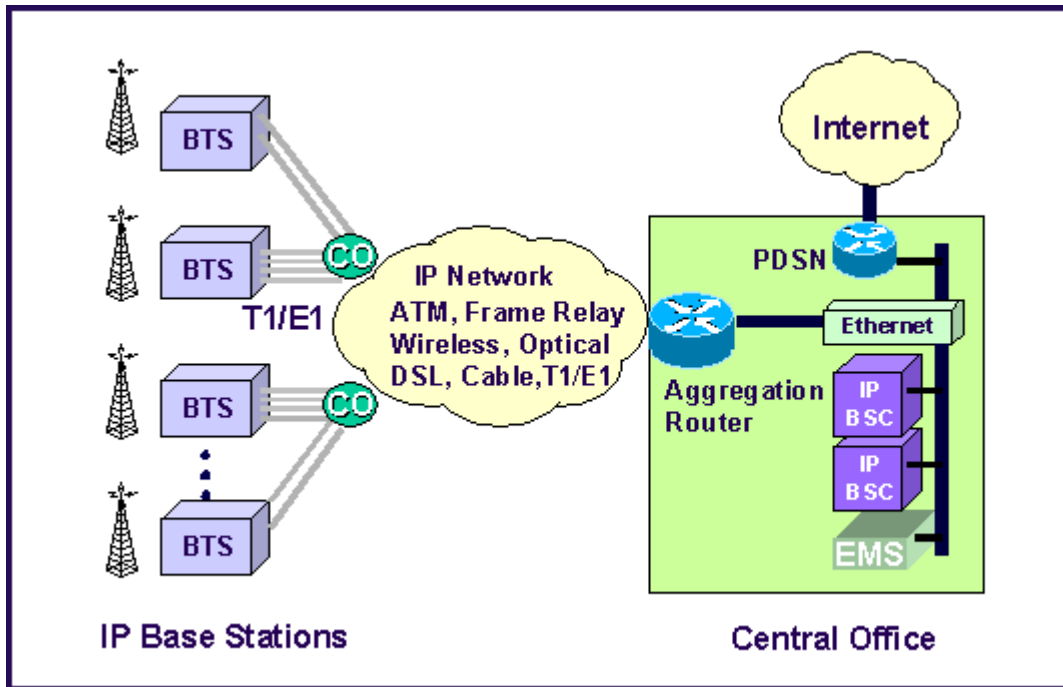 BTS
BTS
T1/E1
BTS
BTS
IP Base Stations
CO
CO
IP Network
ATM, Frame Relay
Wireless, Optical
DSL, Cable,T1/E1
Internet
PDSN
Ethernet
Aggregation
Router
IP
BSC
IP
BSC
EMS
Central Office